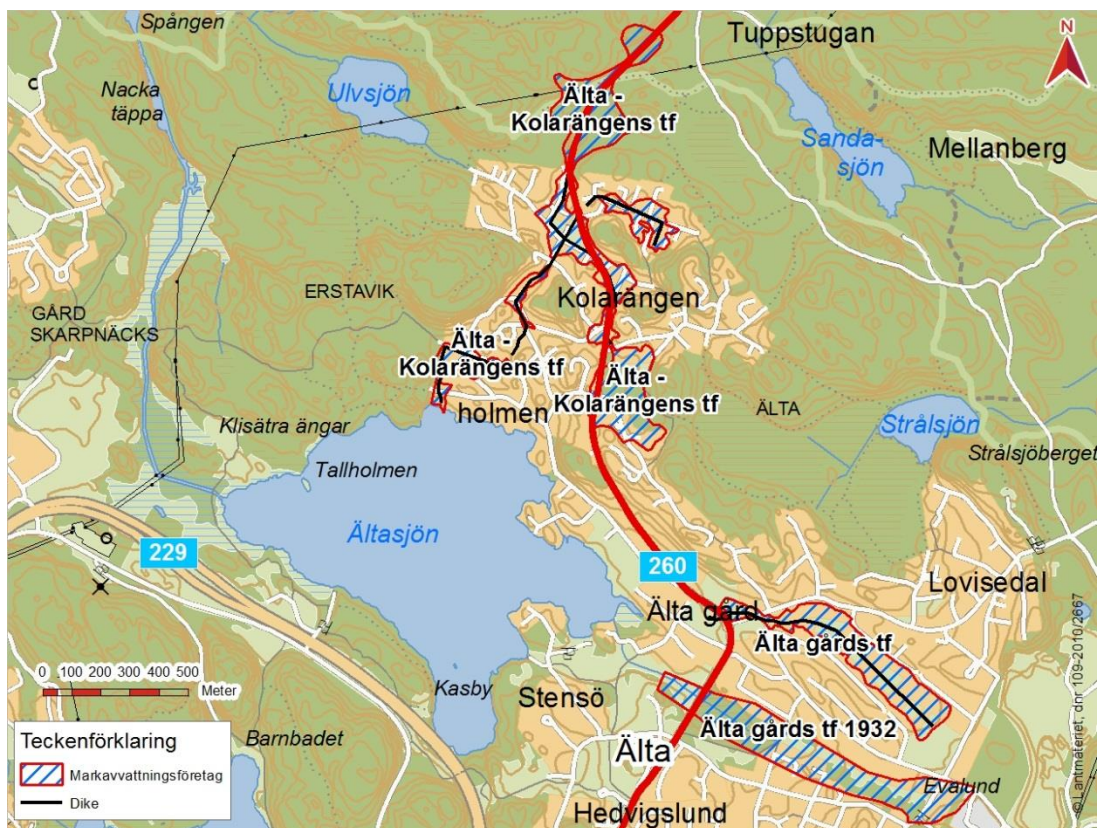 Spången
Tuppstugan
N
Nacka
täppa
Ulvsjön
Älta -
Kolarängens tf
Sanda-
sjön
Mellanberg
ERSTAVIK
Kolarängen
GÅRD
SKARPNÄCKS
Älta -
Kolarängens tf
Älta -
Kolarängens tf
holmen
ÄLTA
Klisätra ängar
Strålsjön
Strålsjöberget
Tallholmen
Ältasjön
229
260
Lovisedal
Älta gård
Älta gårds tf
0 100 200 300 400 500
Meter
Kasby
Stensö
Älta gårds tf 1932
Barnbadet
Älta
Evalund
Hedvigslund
Teckenförklaring
Markavvattningsföretag
Dike
© Lantmäteriet, dnr 109-2010/2667